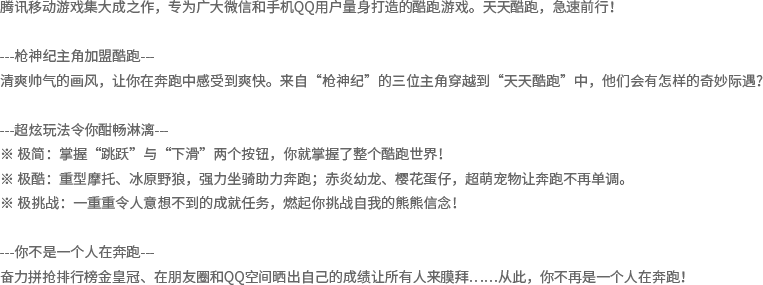 腾讯移动游戏集大成之作，专为广大微信和手机QQ用户量身打造的酷跑游戏。天天酷跑，急速前行！
---枪神纪主角加盟酷跑---
清爽帅气的画风，让你在奔跑中感受到爽快。来自“枪神纪”的三位主角穿越到“天天酷跑”中，他们会有怎样的奇妙际遇？
---超炫玩法令你酣畅淋漓---
※ 极简：掌握“跳跃”与“下滑”两个按钮，你就掌握了整个酷跑世界！
※ 极酷：重型摩托、冰原野狼，强力坐骑助力奔跑；赤炎幼龙、樱花蛋仔，超萌宠物让奔跑不再单调。
※ 极挑战：一重重令人意想不到的成就任务，燃起你挑战自我的熊熊信念！
---你不是一个人在奔跑---
奋力拼抢排行榜金皇冠、在朋友圈和QQ空间晒出自己的成绩让所有人来膜拜……从此，你不再是一个人在奔跑！